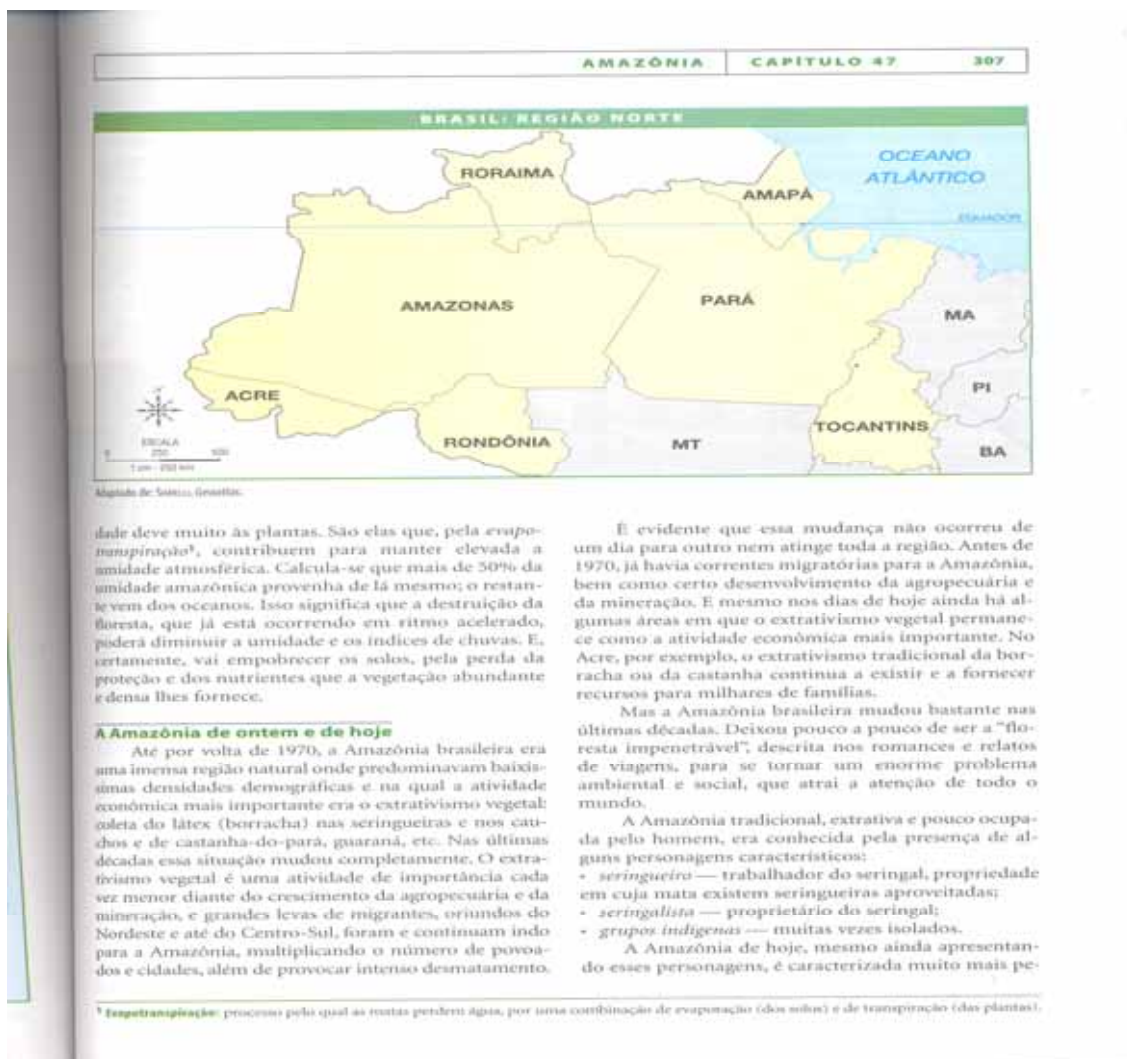 AMAZÔNIA CAPÍTULO 47 307
BRASIL: REGIÃO NORTE
OCEANO
ATLÂNTICO
RORAIMA
AMAPÁ
EQUADOR
AMAZONAS
PARÁ
MA
ACRE
PI
RONDÔNIA
MT
TOCANTINS
BA
ESCALA
0 250 500
1 cm - 250 km
Adaptado de:
dade deve muito às plantas. São elas que, pela evapo-
transpiração¹, contribuem para manter elevada a
umidade atmosférica. Calcula-se que mais de 50% da
umidade amazônica provenha de lá mesmo; o restan-
te vem dos oceanos. Isso significa que a destruição da
floresta, que já está ocorrendo em ritmo acelerado,
poderá diminuir a umidade e os índices de chuvas. E,
certamente, vai empobrecer os solos, pela perda da
proteção e dos nutrientes que a vegetação abundante
e densa lhes fornece.
A Amazônia de ontem e de hoje
Até por volta de 1970, a Amazônia brasileira era
uma imensa região natural onde predominavam baixís-
simas densidades demográficas e na qual a atividade
econômica mais importante era o extrativismo vegetal:
coleta do látex (borracha) nas seringueiras e nos cau-
chos e de castanha-do-pará, guaraná, etc. Nas últimas
décadas essa situação mudou completamente. O extra-
tivismo vegetal é uma atividade de importância cada
vez menor diante do crescimento da agropecuária e da
mineração, e grandes levas de migrantes, oriundos do
Nordeste e até do Centro-Sul, foram e continuam indo
para a Amazônia, multiplicando o número de povoa-
dos e cidades, além de provocar intenso desmatamento.
É evidente que essa mudança não ocorreu de
um dia para outro nem atinge toda a região. Antes de
1970, já havia correntes migratórias para a Amazônia,
bem como certo desenvolvimento da agropecuária e
da mineração. E mesmo nos dias de hoje ainda há al-
gumas áreas em que o extrativismo vegetal permane-
ce como a atividade econômica mais importante. No
Acre, por exemplo, o extrativismo tradicional da bor-
racha ou da castanha continua a existir e a fornecer
recursos para milhares de famílias.
Mas a Amazônia brasileira mudou bastante nas
últimas décadas. Deixou pouco a pouco de ser a "flo-
resta impenetrável", descrita nos romances e relatos
de viagens, para se tornar um enorme problema
ambiental e social, que atrai a atenção de todo o
mundo.
A Amazônia tradicional, extrativa e pouco ocupa-
da pelo homem, era conhecida pela presença de al-
guns personagens característicos:
• seringueiro — trabalhador do seringal, propriedade
em cuja mata existem seringueiras aproveitadas;
• seringalista — proprietário do seringal;
• grupos indígenas — muitas vezes isolados.
A Amazônia de hoje, mesmo ainda apresentan-
do esses personagens, é caracterizada muito mais pe-
¹ Evapotranspiração: processo pelo qual as matas perdem água, por uma combinação de evaporação (dos solos) e de transpiração (das plantas).